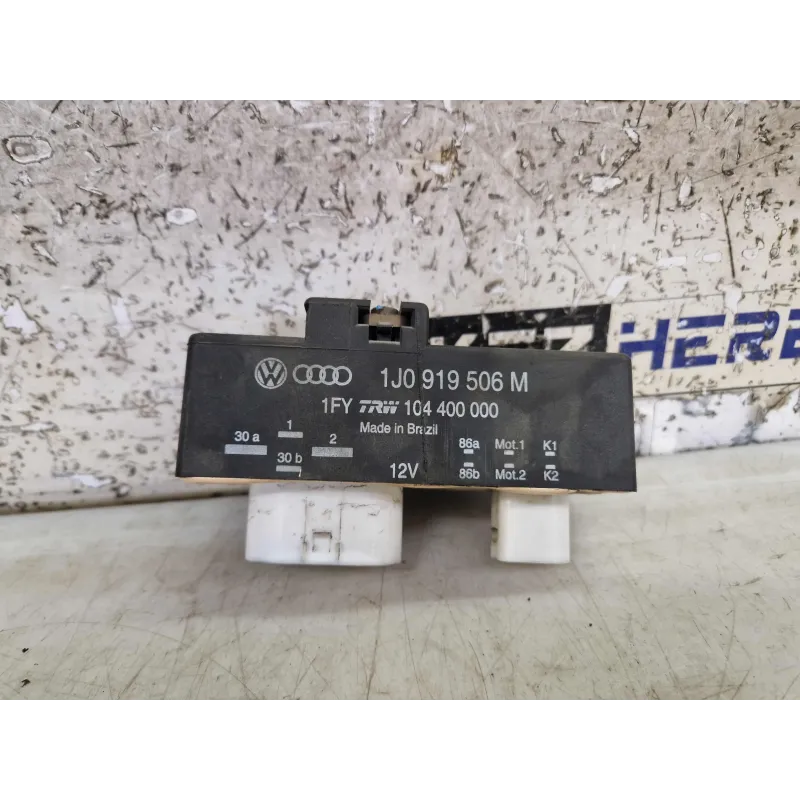 1J0 919 506 M
1FY TRW 104 400 000
Made in Brazil
30 a 1 2
30 b
12V
86a Mot.1 K1
86b Mot.2 K2
HERE